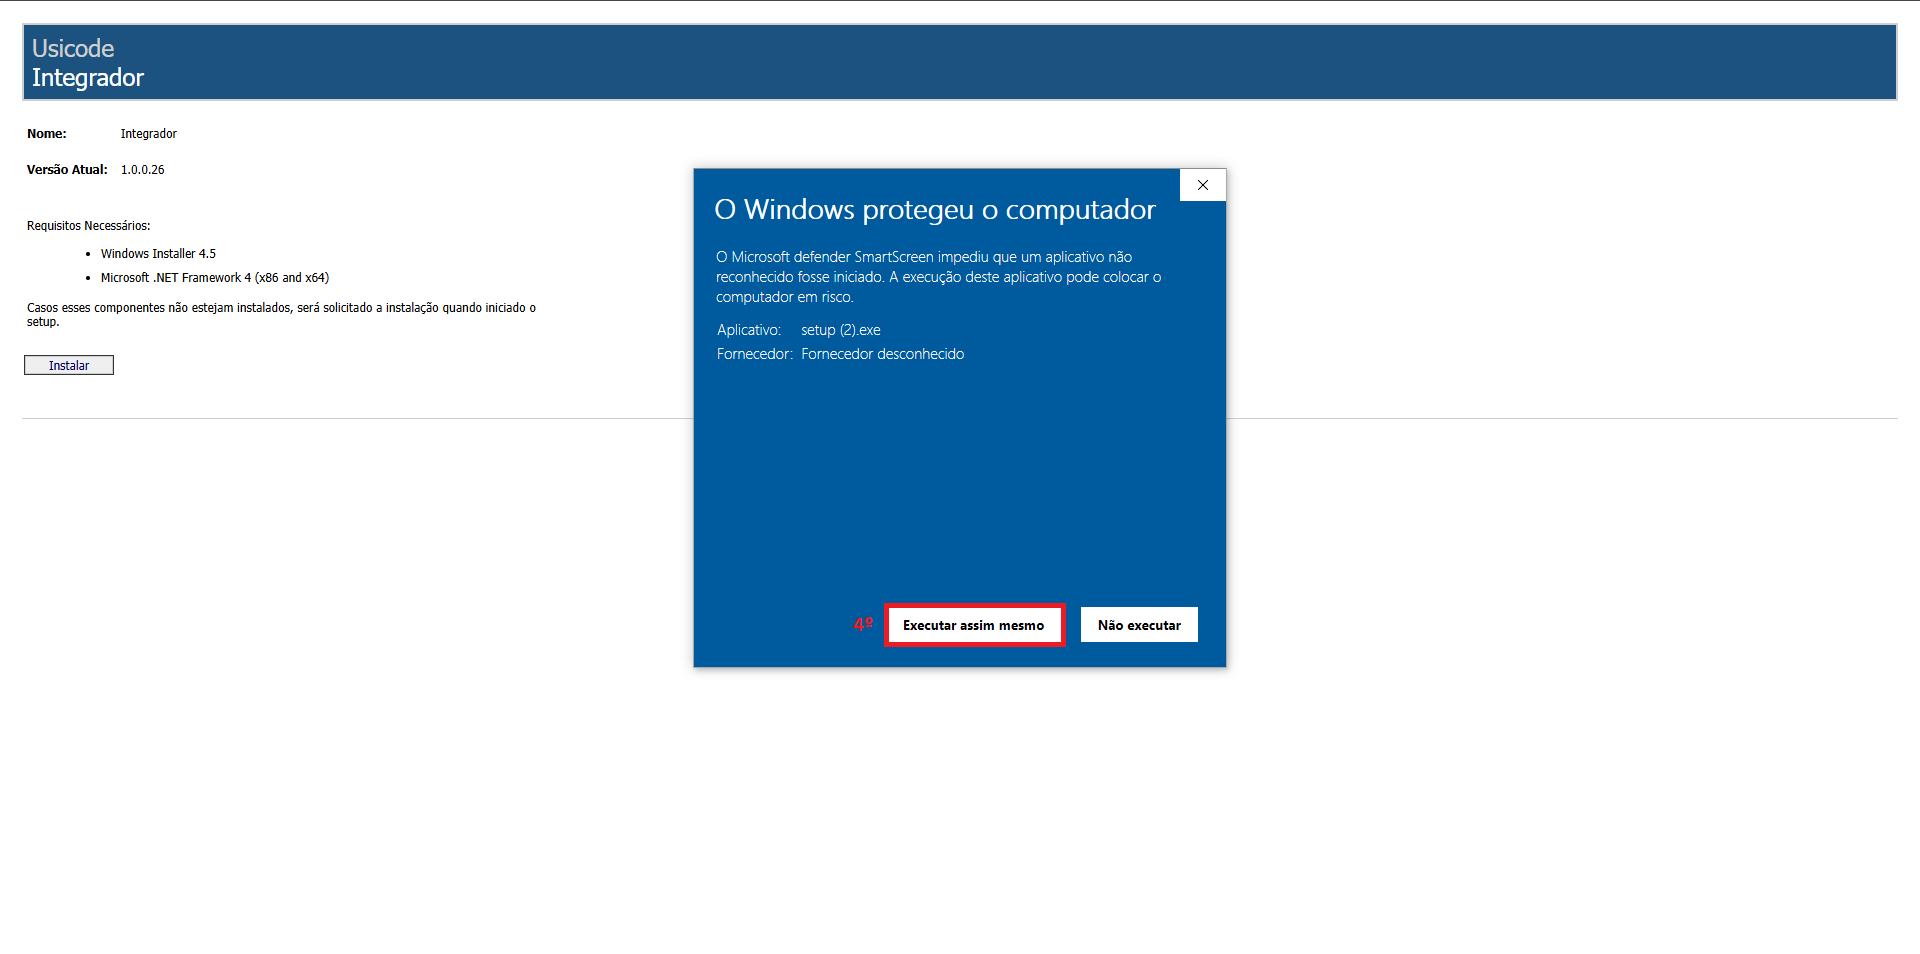 Usicode
Integrador
Nome: Integrador
Versão Atual: 1.0.0.26
Requisitos Necessários:
• Windows Installer 4.5
• Microsoft .NET Framework 4 (x86 and x64)
Casos esses componentes não estejam instalados, será solicitado a instalação quando iniciado o
setup.
Instalar
O Windows protegeu o computador
O Microsoft defender SmartScreen impediu que um aplicativo não
reconhecido fosse iniciado. A execução deste aplicativo pode colocar o
computador em risco.
Aplicativo: setup (2).exe
Fornecedor: Fornecedor desconhecido
4º Executar assim mesmo Não executar